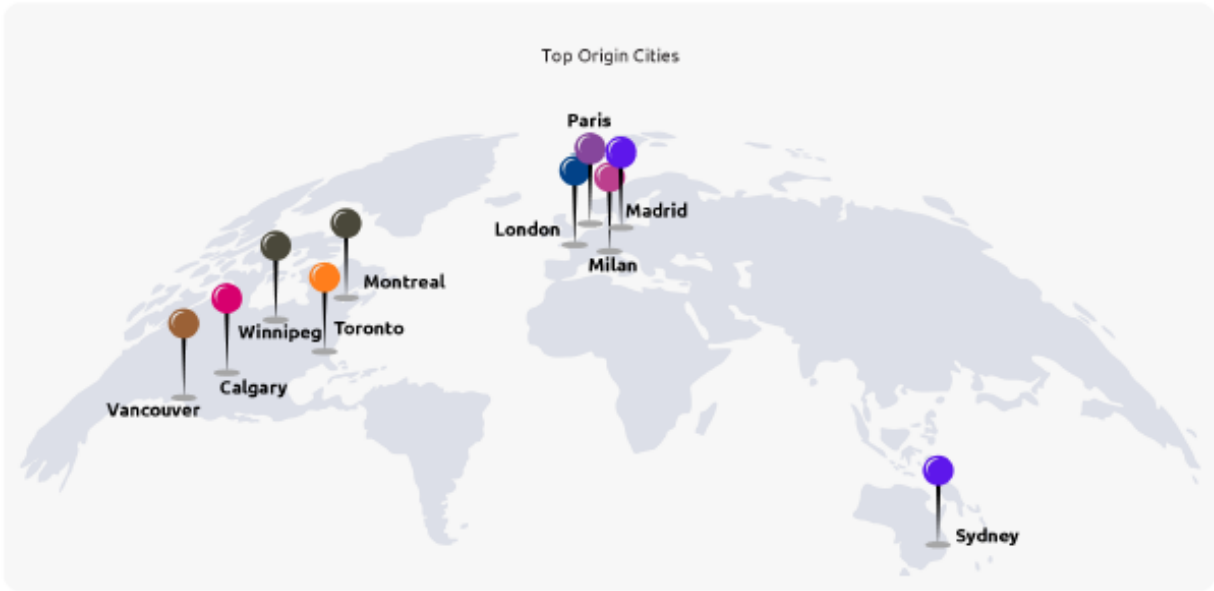 Top Origin Cities
Paris
Madrid
London
Milan
Montreal
Winnipeg
Toronto
Calgary
Vancouver
Sydney